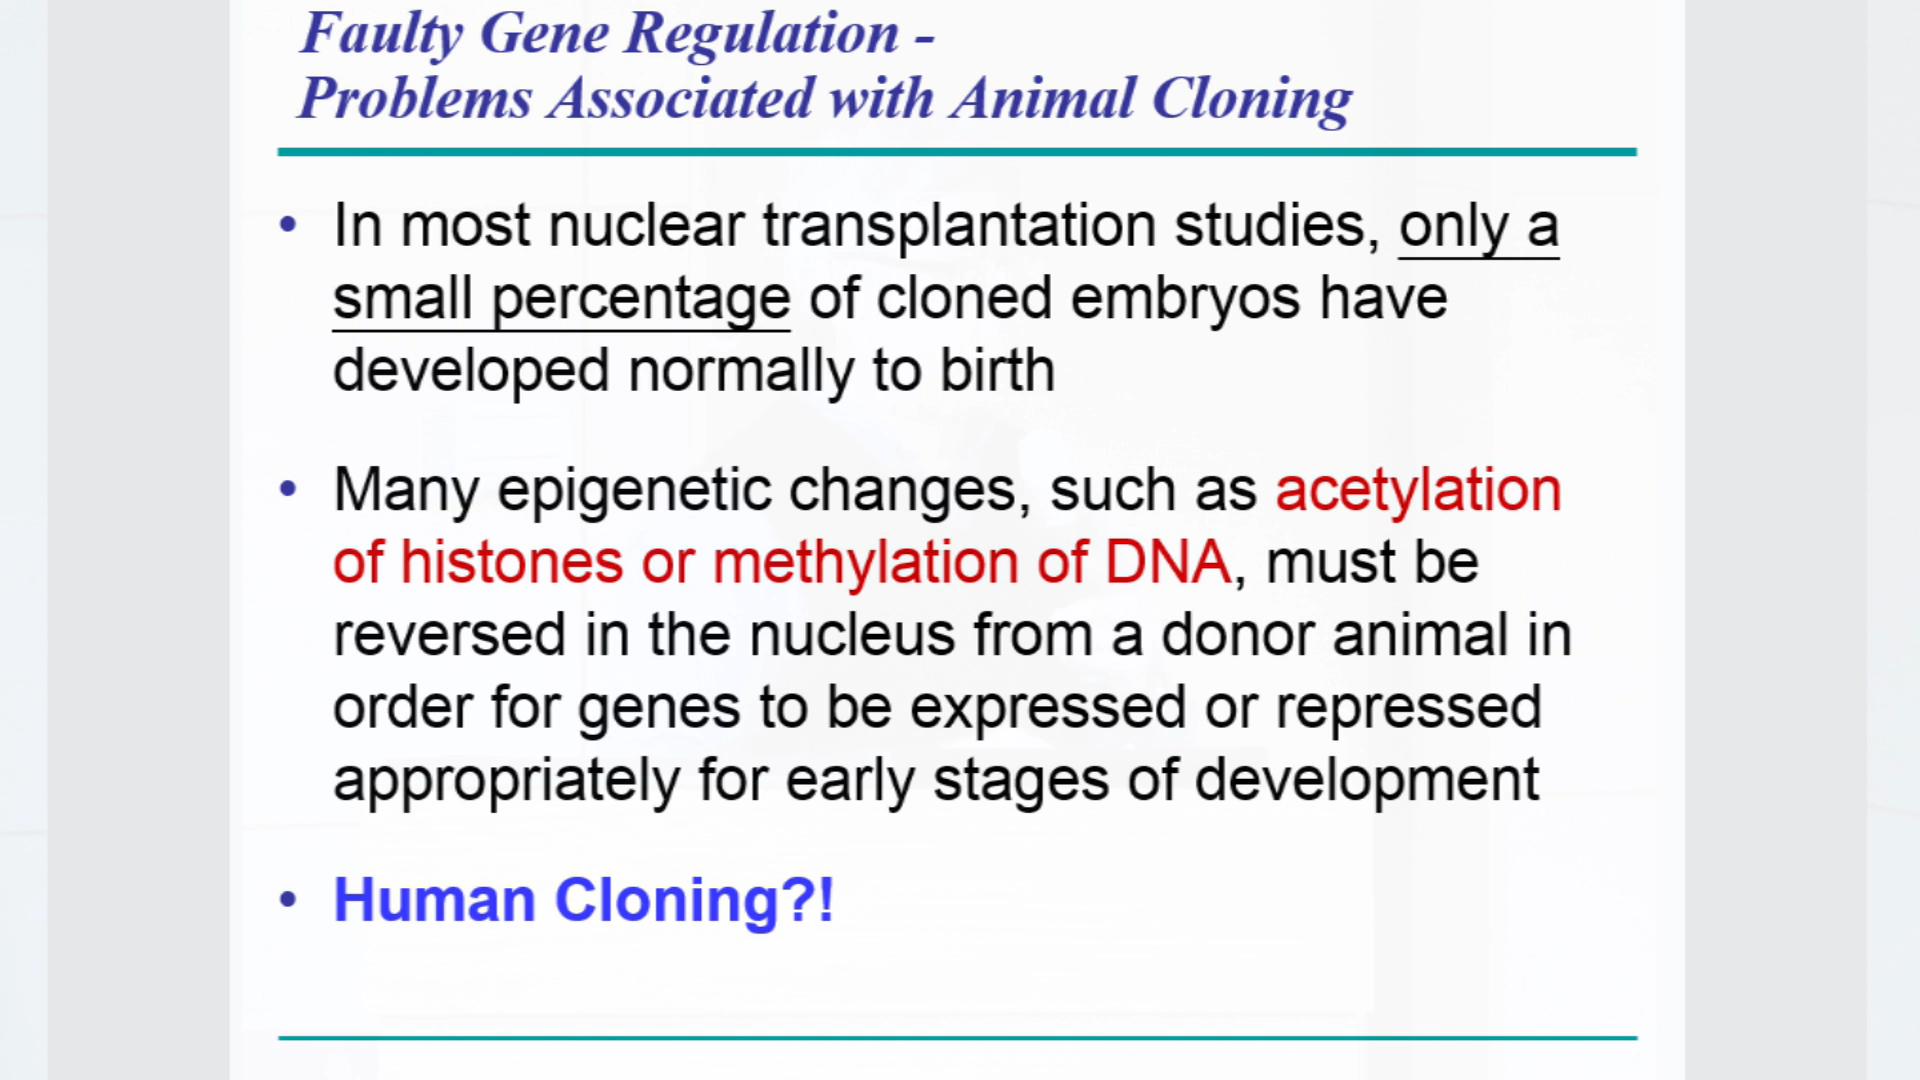 Faulty Gene Regulation -
Problems Associated with Animal Cloning
• In most nuclear transplantation studies, only a
small percentage of cloned embryos have
developed normally to birth
• Many epigenetic changes, such as acetylation
of histones or methylation of DNA, must be
reversed in the nucleus from a donor animal in
order for genes to be expressed or repressed
appropriately for early stages of development
• Human Cloning?!